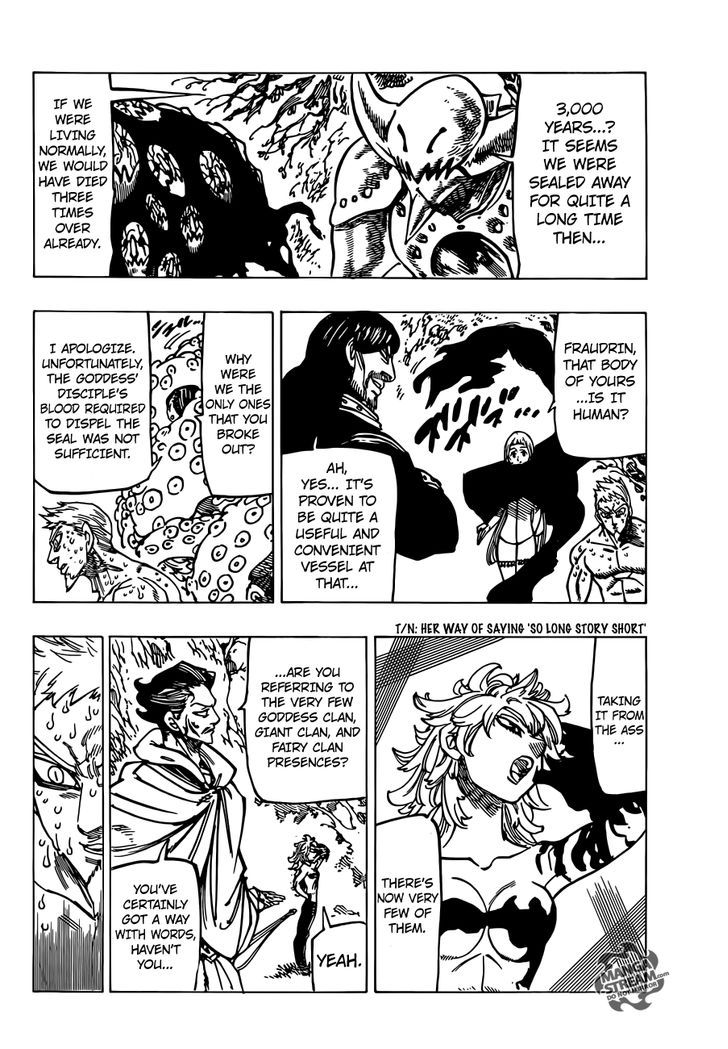 3,000
YEARS...?
IT SEEMS
WE WERE
SEALED AWAY
FOR QUITE A
LONG TIME
THEN...
IF WE
WERE
LIVING
NORMALLY,
WE WOULD
HAVE DIED
THREE
TIMES
OVER
ALREADY.
FRAUDRIN,
THAT BODY
OF YOURS
...IS IT
HUMAN?
AH,
YES... IT'S
PROVEN TO
BE QUITE A
USEFUL AND
CONVENIENT
VESSEL AT
THAT...
WHY
WERE
WE THE
ONLY ONES
THAT YOU
BROKE
OUT?
I APOLOGIZE.
UNFORTUNATELY,
THE GODDESS'
DISCIPLE'S
BLOOD REQUIRED
TO DISPEL THE
SEAL WAS NOT
SUFFICIENT.
T/N: HER WAY OF SAYING 'SO LONG STORY SHORT'
TAKING
IT FROM
THE ASS
...
THERE'S
NOW VERY
FEW OF
THEM.
...ARE YOU
REFERRING TO
THE VERY FEW
GODDESS CLAN,
GIANT CLAN, AND
FAIRY CLAN
PRESENCES?
YEAH.
YOU'VE
CERTAINLY
GOT A WAY
WITH WORDS,
HAVEN'T
YOU...
MANGA
STREAM.com
DO NOT MIRROR